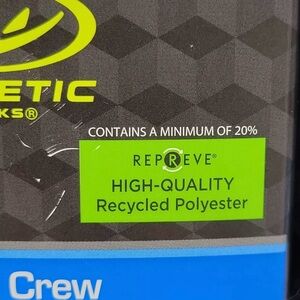 ETIC
KS®
CONTAINS A MINIMUM OF 20%
REPREVE®
HIGH-QUALITY
Recycled Polyester
Crew